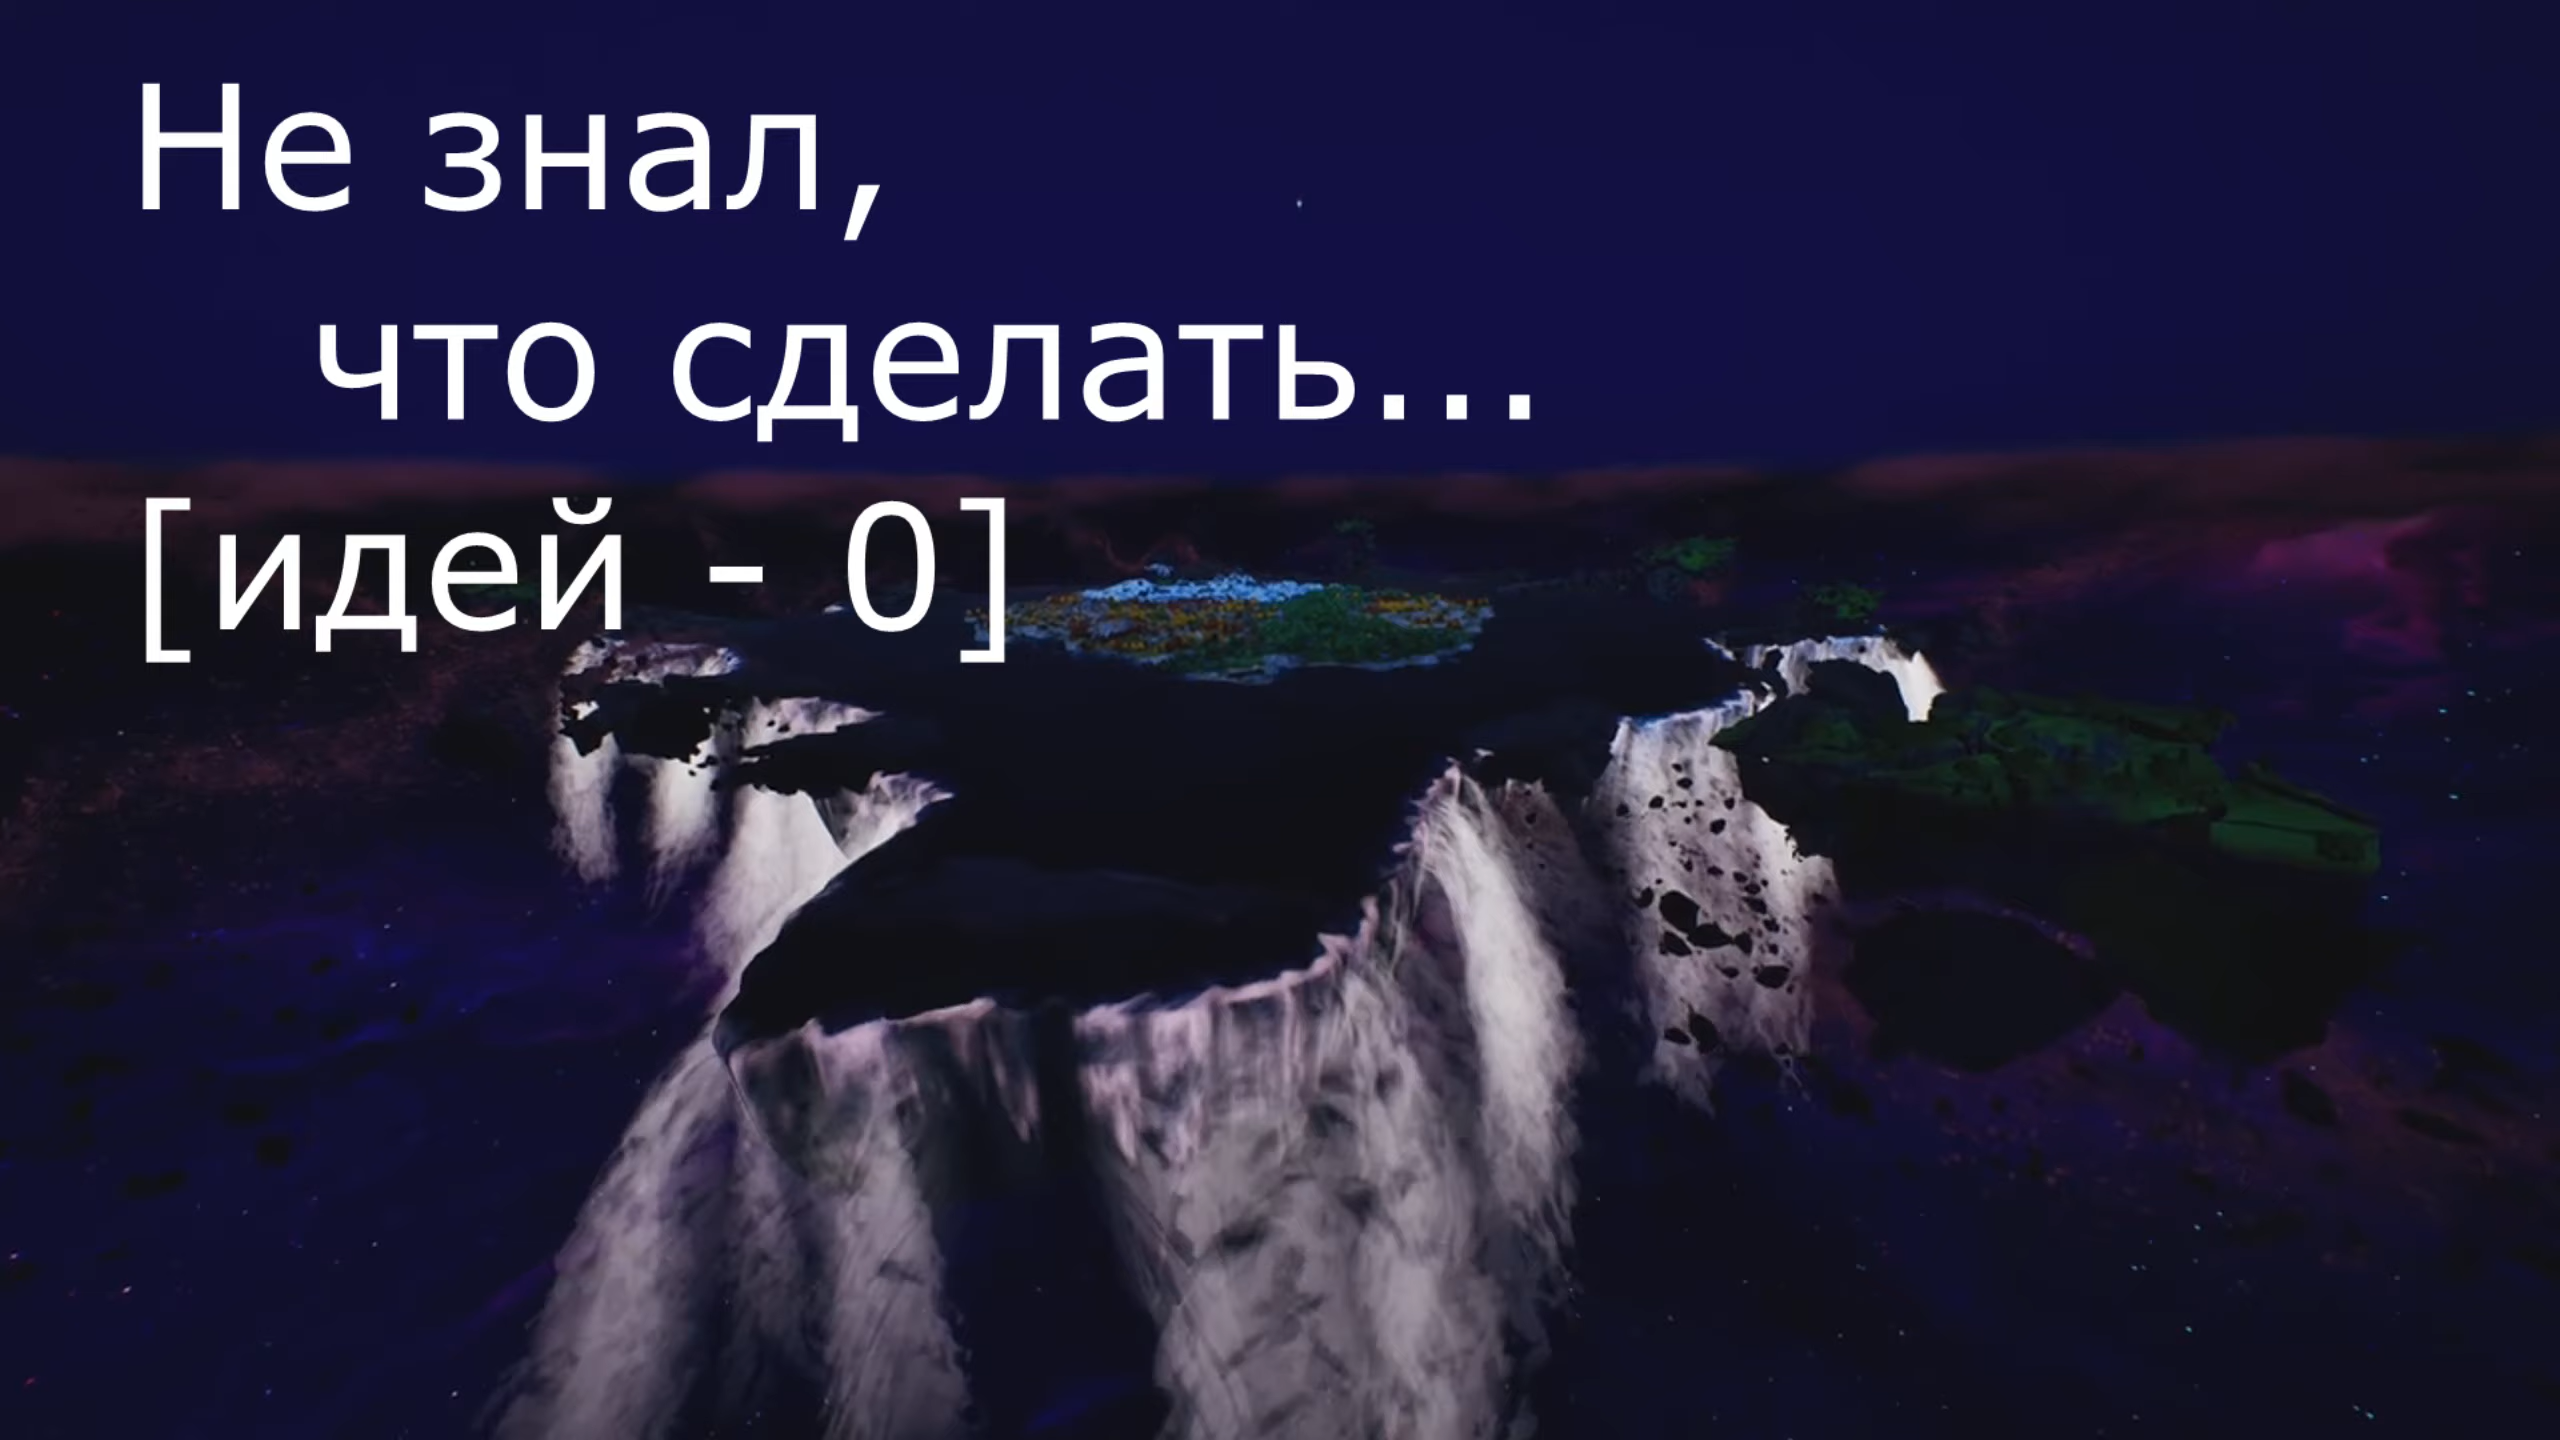 Не знал,
что сделать...
[идей - 0]